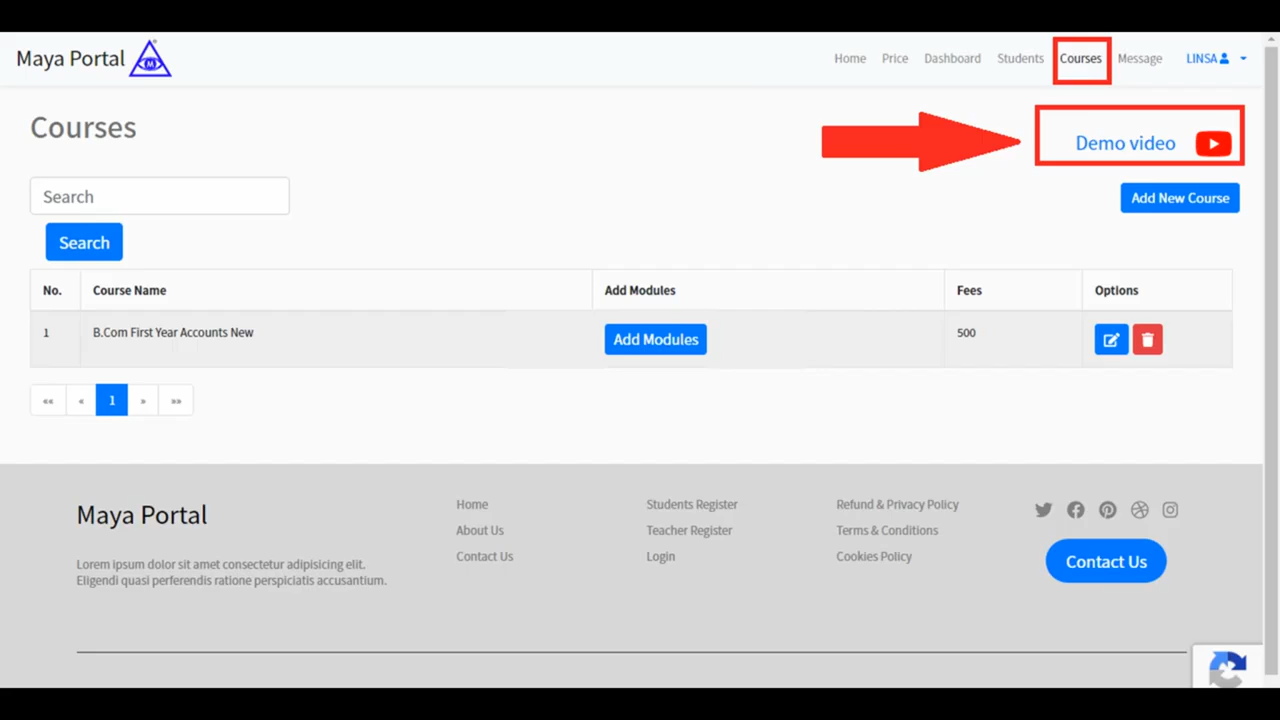 Maya Portal
Home Price Dashboard Students Courses Message LINSA
Courses
Demo video
Search
Add New Course
Search
No. Course Name Add Modules Fees Options
1 B.Com First Year Accounts New Add Modules 500
«« « 1 » »»
Maya Portal
Lorem ipsum dolor sit amet consectetur adipisicing elit.
Eligendi quasi perferendis ratione perspiciatis accusantium.
Home
About Us
Contact Us
Students Register
Teacher Register
Login
Refund & Privacy Policy
Terms & Conditions
Cookies Policy
Contact Us